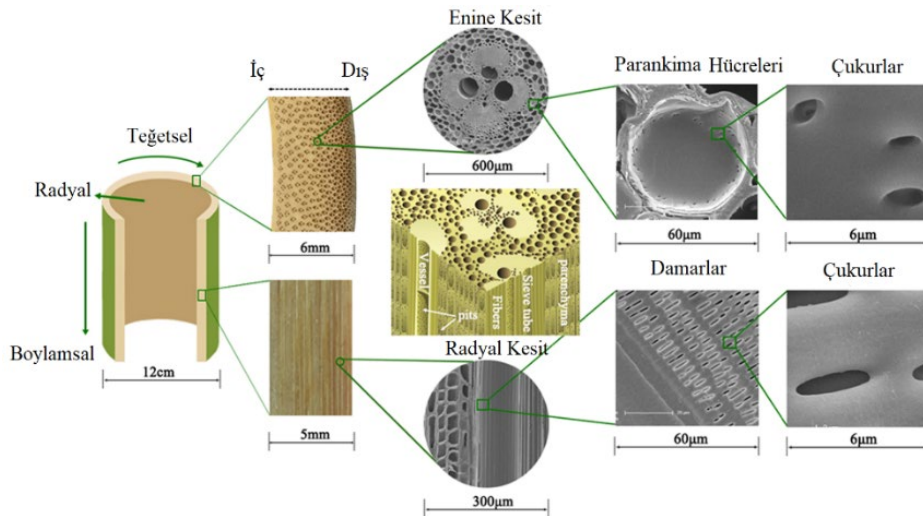 Enine Kesit
İç Dış
Parankima Hücreleri
Çukurlar
Teğetsel
Radyal
600µm
6mm
60µm
6µm
Damarlar
Çukurlar
Vessel
pits
Fibers
Sieve tube
parenchyma
Boylamsal
Radyal Kesit
12cm
5mm
60µm
6µm
300µm